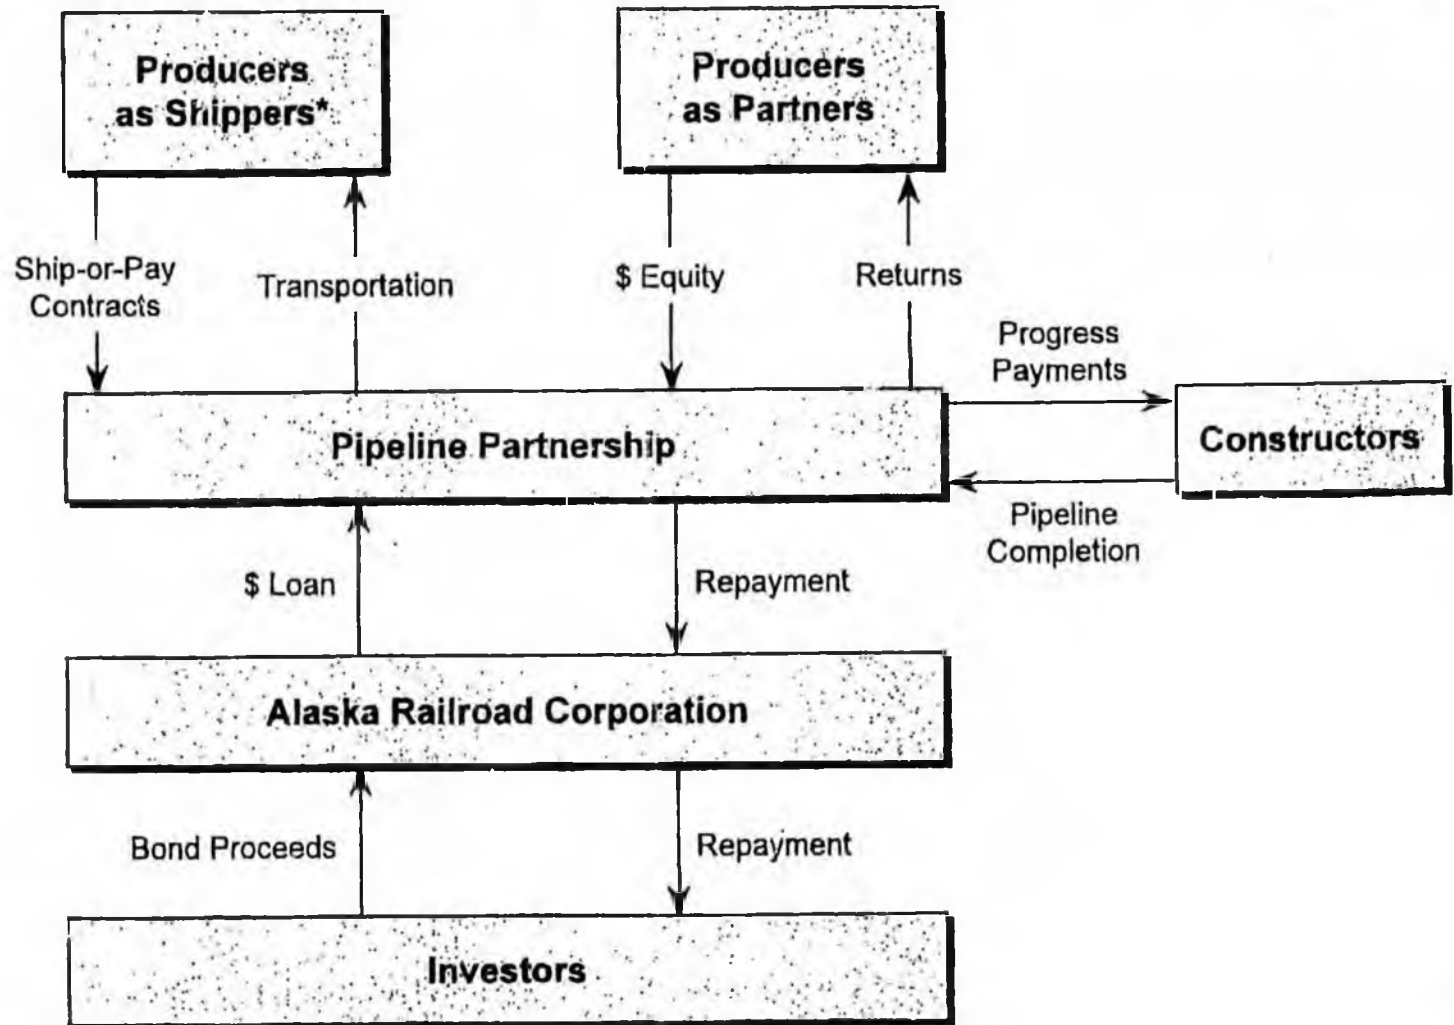 Producers
as Shippers*
Producers
as Partners
Ship-or-Pay
Contracts
Transportation
$ Equity
Returns
Progress
Payments
Pipeline Partnership
Constructors
Pipeline
Completion
$ Loan
Repayment
Alaska Railroad Corporation
Bond Proceeds
Repayment
Investors